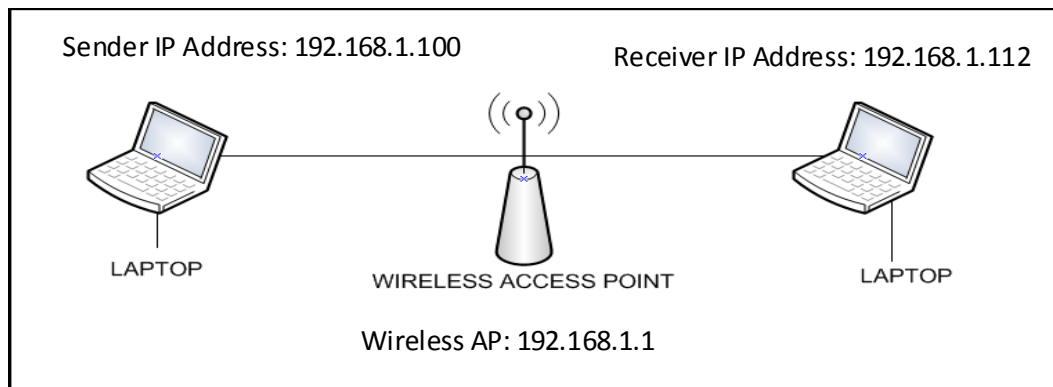 Sender IP Address: 192.168.1.100
Receiver IP Address: 192.168.1.112
LAPTOP
WIRELESS ACCESS POINT
LAPTOP
Wireless AP: 192.168.1.1